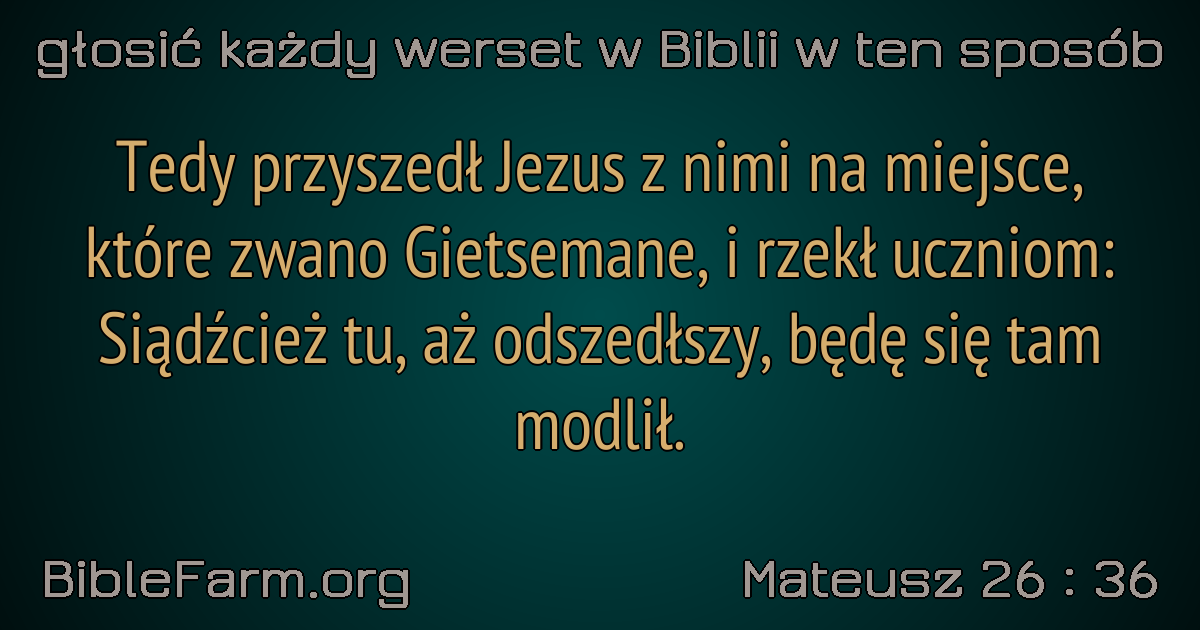 głosić każdy werset w Biblii w ten sposób
Tedy przyszedł Jezus z nimi na miejsce,
które zwano Gietsemane, i rzekł uczniom:
Siądźcież tu, aż odszedłszy, będę się tam
modlił.
BibleFarm.org
Mateusz 26 : 36